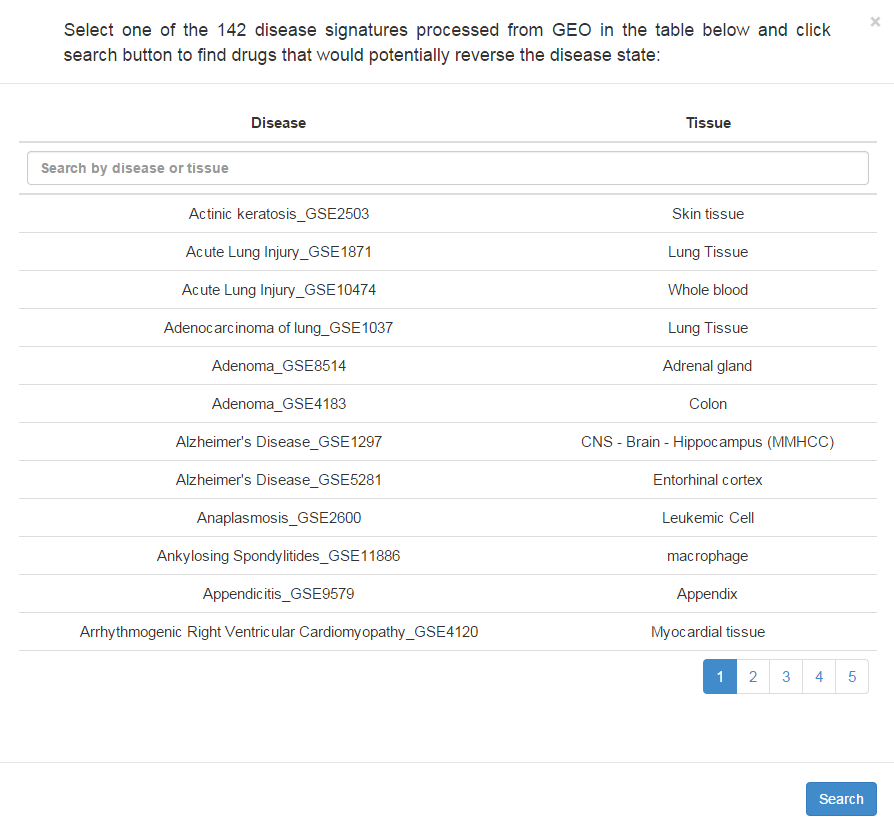 Select one of the 142 disease signatures processed from GEO in the table below and click
search button to find drugs that would potentially reverse the disease state:
×
Disease Tissue
Search by disease or tissue
Actinic keratosis_GSE2503 Skin tissue
Acute Lung Injury_GSE1871 Lung Tissue
Acute Lung Injury_GSE10474 Whole blood
Adenocarcinoma of lung_GSE1037 Lung Tissue
Adenoma_GSE8514 Adrenal gland
Adenoma_GSE4183 Colon
Alzheimer's Disease_GSE1297 CNS - Brain - Hippocampus (MMHCC)
Alzheimer's Disease_GSE5281 Entorhinal cortex
Anaplasmosis_GSE2600 Leukemic Cell
Ankylosing Spondylitides_GSE11886 macrophage
Appendicitis_GSE9579 Appendix
Arrhythmogenic Right Ventricular Cardiomyopathy_GSE4120 Myocardial tissue
1 2 3 4 5
Search